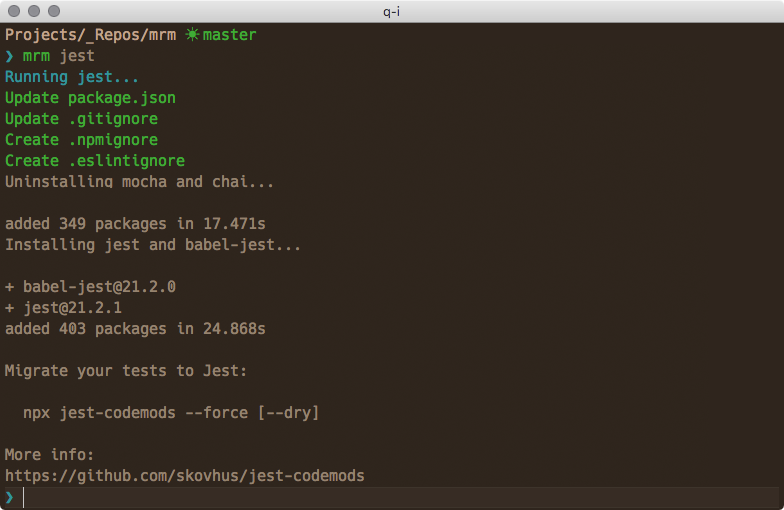 q-i
Projects/_Repos/mrm ☀master
❯ mrm jest
Running jest...
Update package.json
Update .gitignore
Create .npmignore
Create .eslintignore
Uninstalling mocha and chai...
added 349 packages in 17.471s
Installing jest and babel-jest...
+ babel-jest@21.2.0
+ jest@21.2.1
added 403 packages in 24.868s
Migrate your tests to Jest:
npx jest-codemods --force [--dry]
More info:
https://github.com/skovhus/jest-codemods
❯